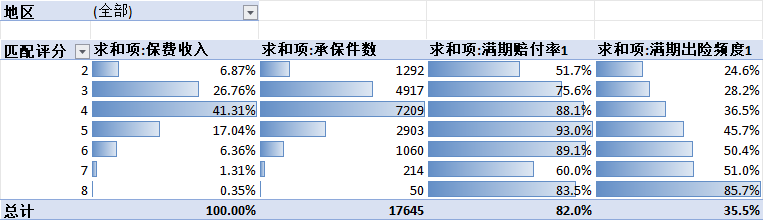 地区 (全部)
匹配评分 求和项:保费收入 求和项:承保件数 求和项:满期赔付率1 求和项:满期出险频度1
2 6.87% 1292 51.7% 24.6%
3 26.76% 4917 75.6% 28.2%
4 41.31% 7209 88.1% 36.5%
5 17.04% 2903 93.0% 45.7%
6 6.36% 1060 89.1% 50.4%
7 1.31% 214 60.0% 51.0%
8 0.35% 50 83.5% 85.7%
总计 100.00% 17645 82.0% 35.5%